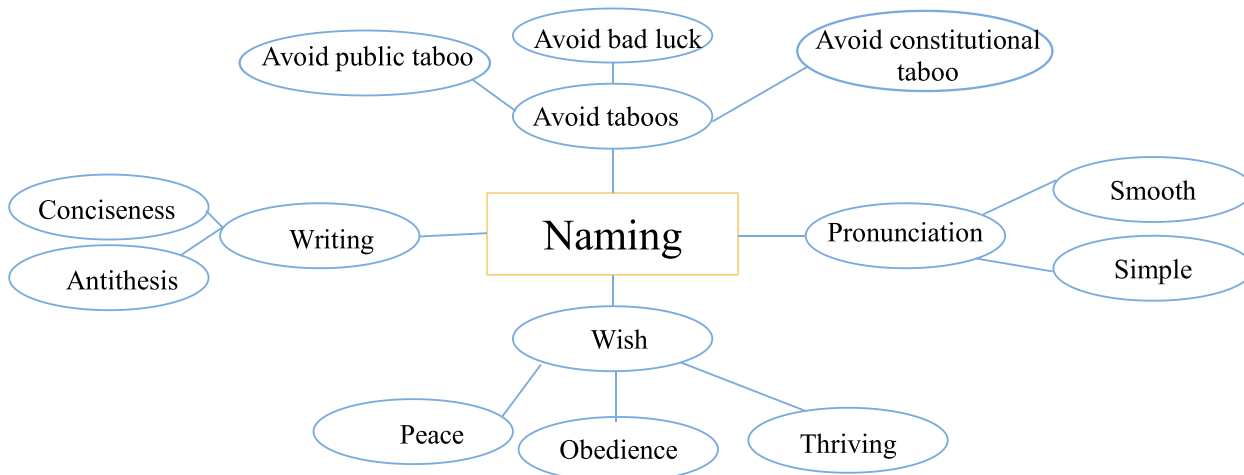 Avoid public taboo
Avoid bad luck
Avoid constitutional
taboo
Avoid taboos
Conciseness
Antithesis
Writing
Naming
Pronunciation
Smooth
Simple
Wish
Peace
Obedience
Thriving